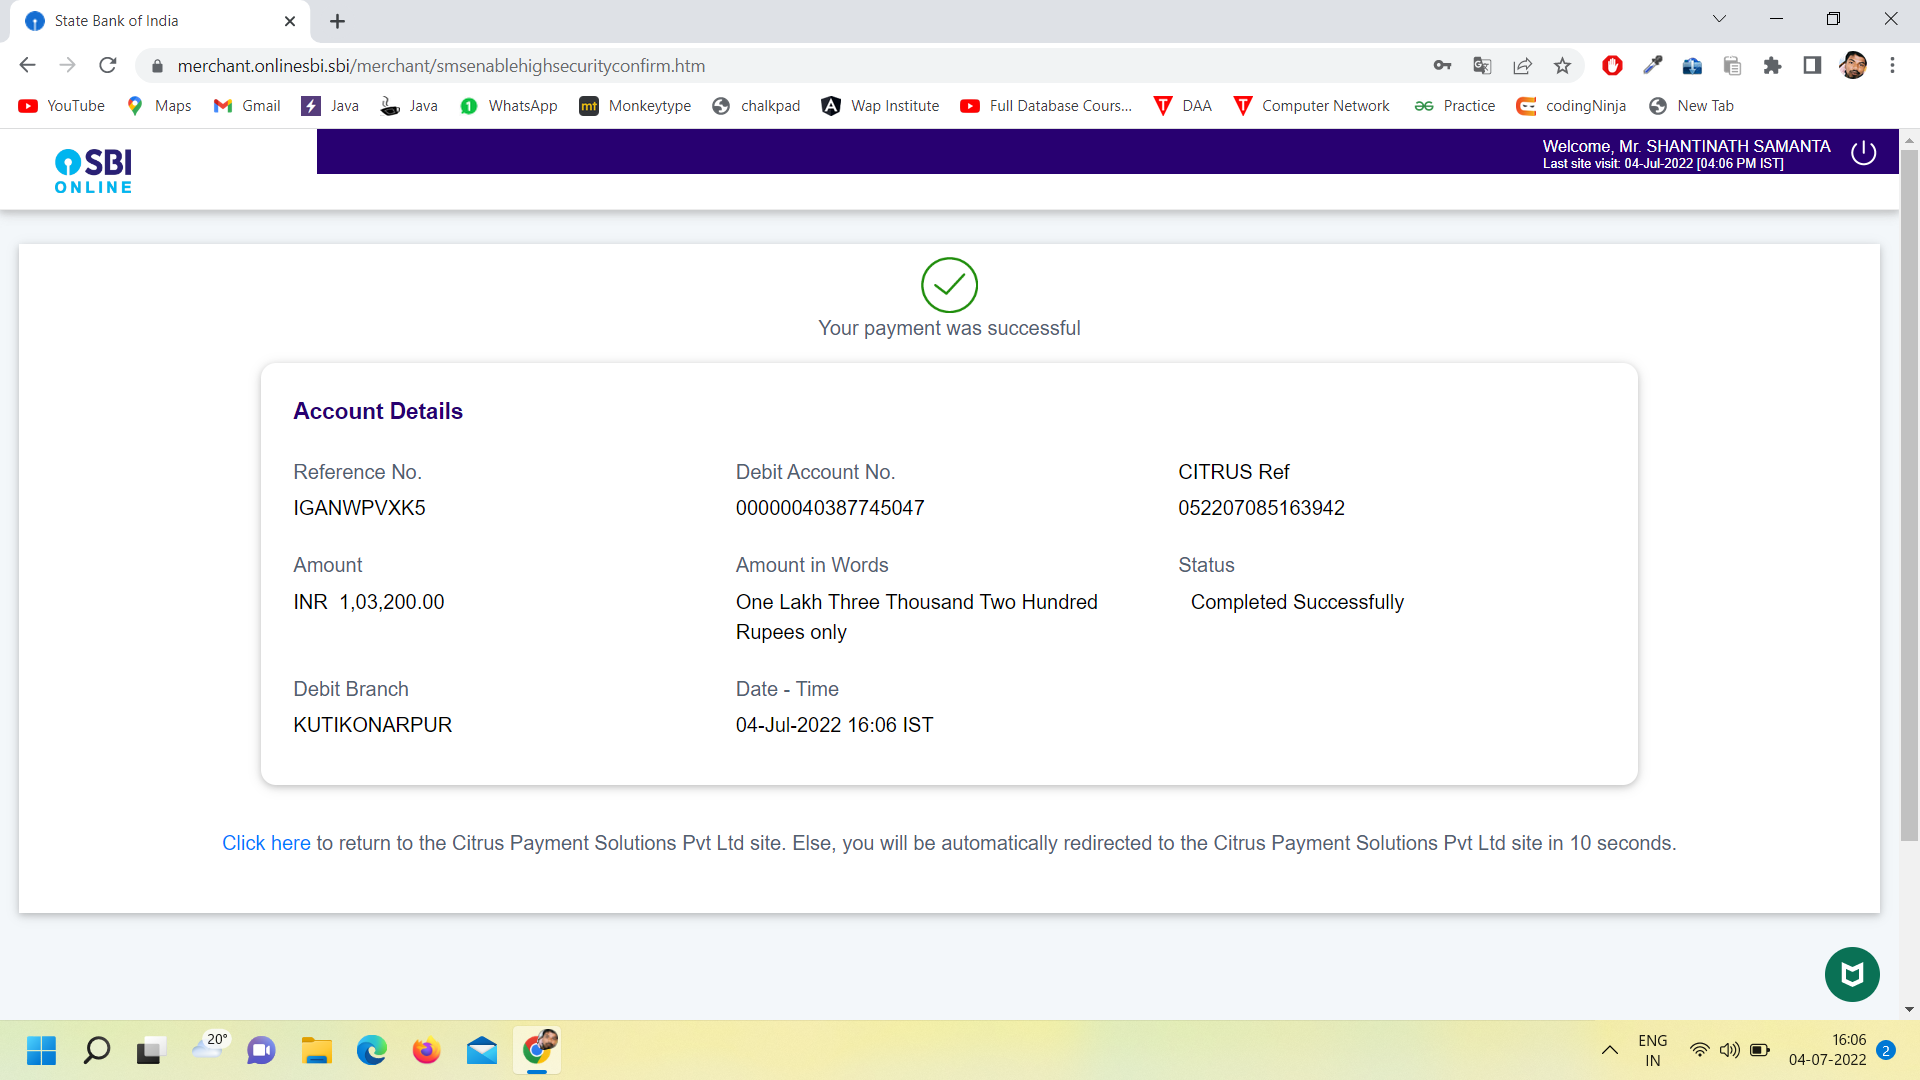 State Bank of India
merchant.onlinesbi.sbi/merchant/smsenablehighsecurityconfirm.htm
YouTube Maps Gmail Java Java WhatsApp mt Monkeytype chalkpad Wap Institute Full Database Cours... DAA Computer Network Practice codingNinja New Tab
Welcome, Mr. SHANTINATH SAMANTA
Last site visit: 04-Jul-2022 [04:06 PM IST]
SBI
ONLINE
Your payment was successful
Account Details
Reference No. Debit Account No. CITRUS Ref
IGANWPVXK5 00000040387745047 052207085163942
Amount Amount in Words Status
INR 1,03,200.00 One Lakh Three Thousand Two Hundred Completed Successfully
Rupees only
Debit Branch Date - Time
KUTIKONARPUR 04-Jul-2022 16:06 IST
Click here to return to the Citrus Payment Solutions Pvt Ltd site. Else, you will be automatically redirected to the Citrus Payment Solutions Pvt Ltd site in 10 seconds.
20°
ENG 16:06
IN 04-07-2022 2